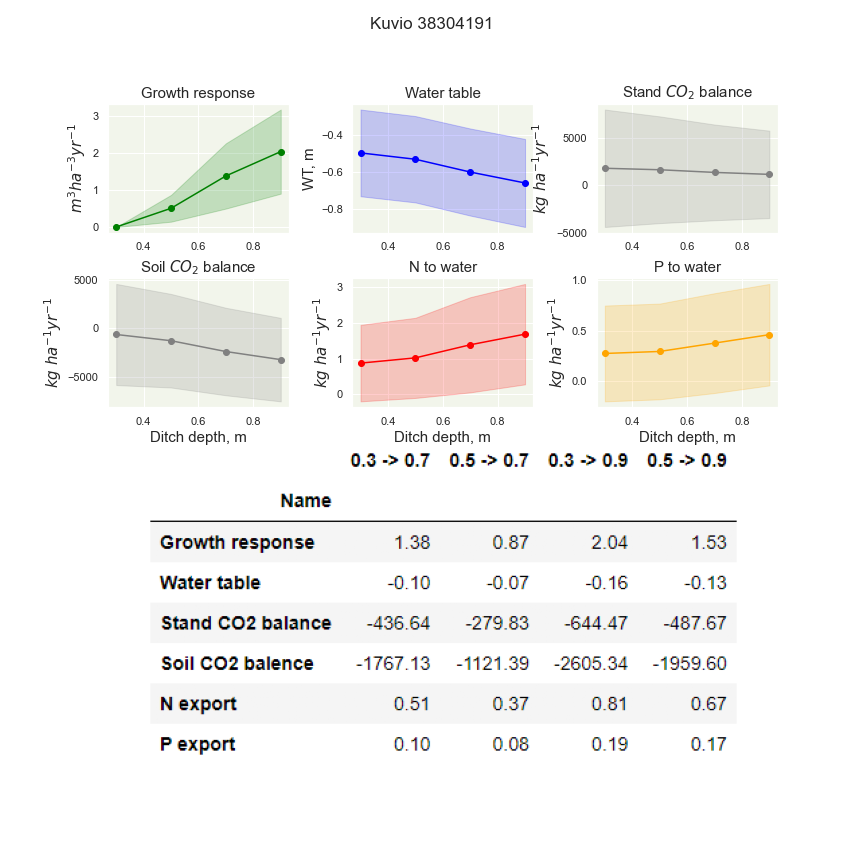 Kuvio 38304191
Growth response
Water table
Stand CO2 balance
m³ha⁻³yr⁻¹
3
2
1
0
0.4 0.6 0.8
WT, m
−0.4
−0.6
−0.8
0.4 0.6 0.8
kg ha⁻¹yr⁻¹
5000
0
−5000
0.4 0.6 0.8
Soil CO2 balance
N to water
P to water
kg ha⁻¹yr⁻¹
5000
0
−5000
0.4 0.6 0.8
Ditch depth, m
kg ha⁻¹yr⁻¹
3
2
1
0
0.4 0.6 0.8
Ditch depth, m
kg ha⁻¹yr⁻¹
1.0
0.5
0.0
0.4 0.6 0.8
Ditch depth, m
0.3 -> 0.7 0.5 -> 0.7 0.3 -> 0.9 0.5 -> 0.9
Name
Growth response 1.38 0.87 2.04 1.53
Water table -0.10 -0.07 -0.16 -0.13
Stand CO2 balance -436.64 -279.83 -644.47 -487.67
Soil CO2 balence -1767.13 -1121.39 -2605.34 -1959.60
N export 0.51 0.37 0.81 0.67
P export 0.10 0.08 0.19 0.17